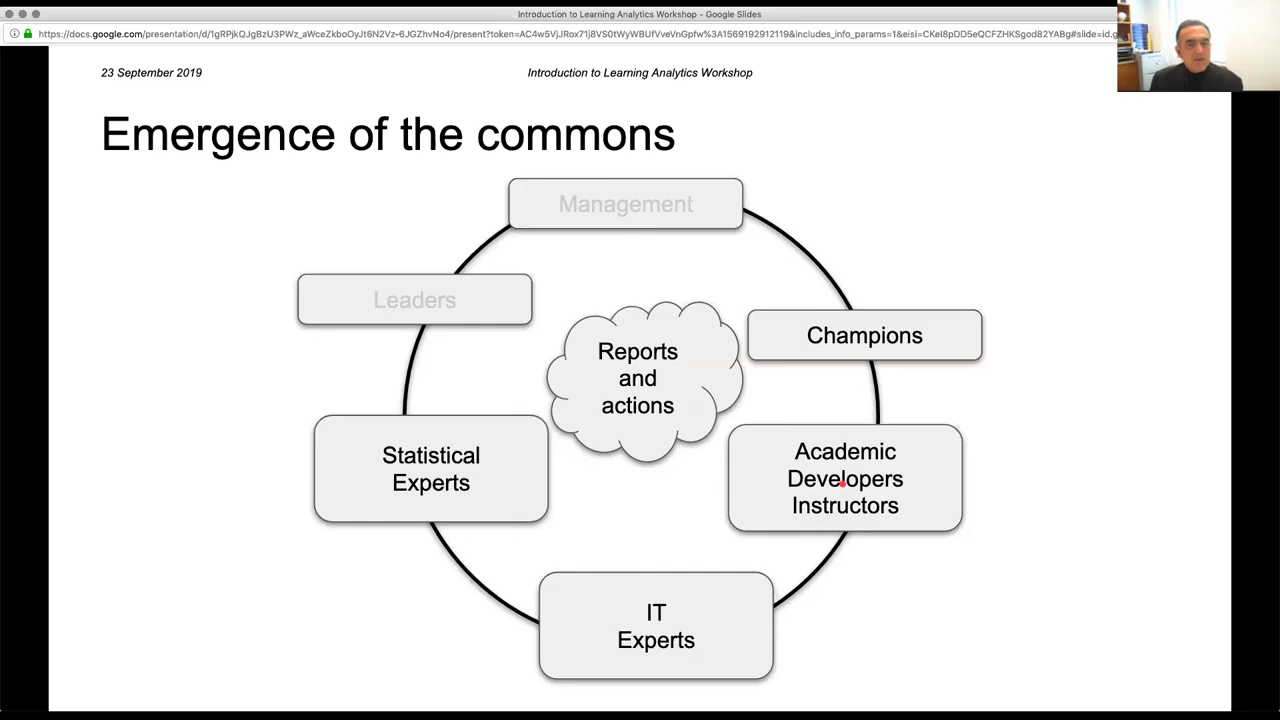 Introduction to Learning Analytics Workshop - Google Slides
https://docs.google.com/presentation/d/1gRPjkQJgBzU3PWz_aWceZkboOyJt6N2Vz-6JGZhvNc4/present?token=AC4w5VjJRox71j8VS0tWyWBUfVveVnGpfw%3A1569192912119&includes_info_params=1&eisi=CKeI8pDD5eQCFZHKSgod82YABg#slide=id.g
23 September 2019
Introduction to Learning Analytics Workshop
Emergence of the commons
Management
Leaders
Champions
Reports
and
actions
Statistical
Experts
Academic
Developers
Instructors
IT
Experts